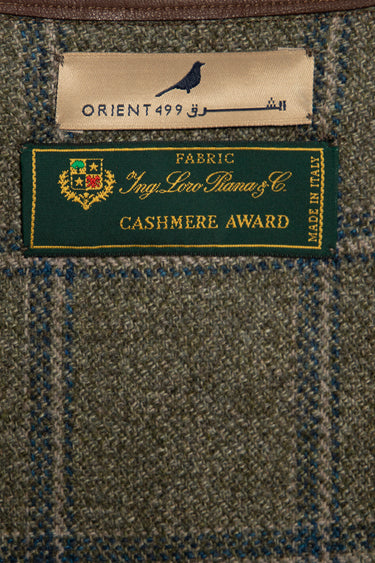 ORIENT 499 الشرق
FABRIC
Ing. Loro Piana & C.
CASHMERE AWARD
MADE IN ITALY